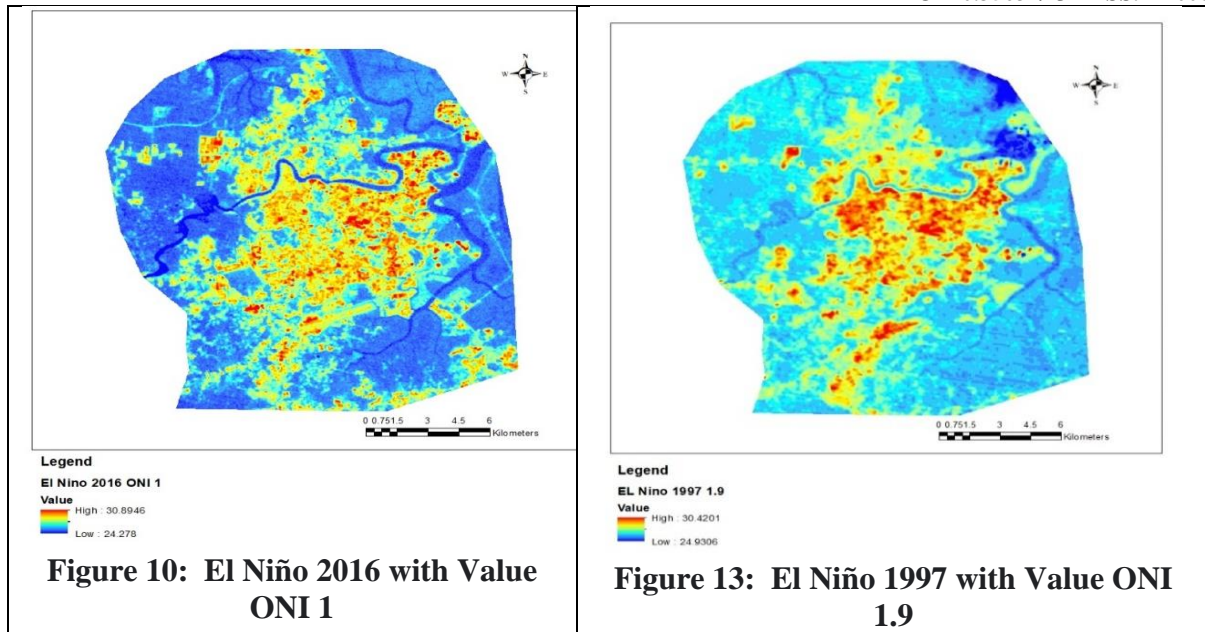 N
W E
S
0 0.751.5 3 4.5 6
Kilometers
Legend
El Nino 2016 ONI 1
Value
High : 30.8946
Low : 24.278
Figure 10: El Niño 2016 with Value
ONI 1
N
W E
S
0 0.751.5 3 4.5 6
Kilometers
Legend
EL Nino 1997 1.9
Value
High : 30.4201
Low : 24.9306
Figure 13: El Niño 1997 with Value ONI
1.9